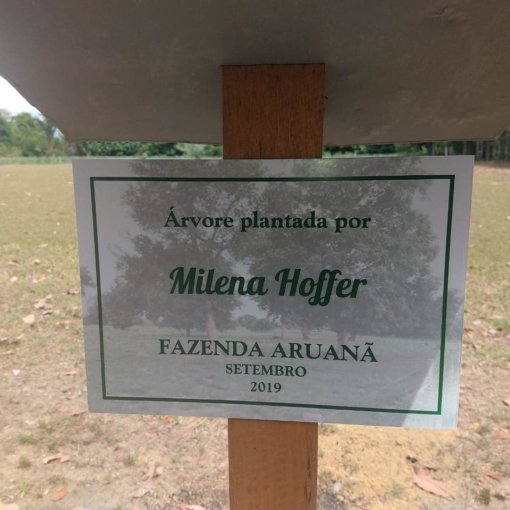 Árvore plantada por
Milena Hoffer
FAZENDA ARUANÃ
SETEMBRO
2019